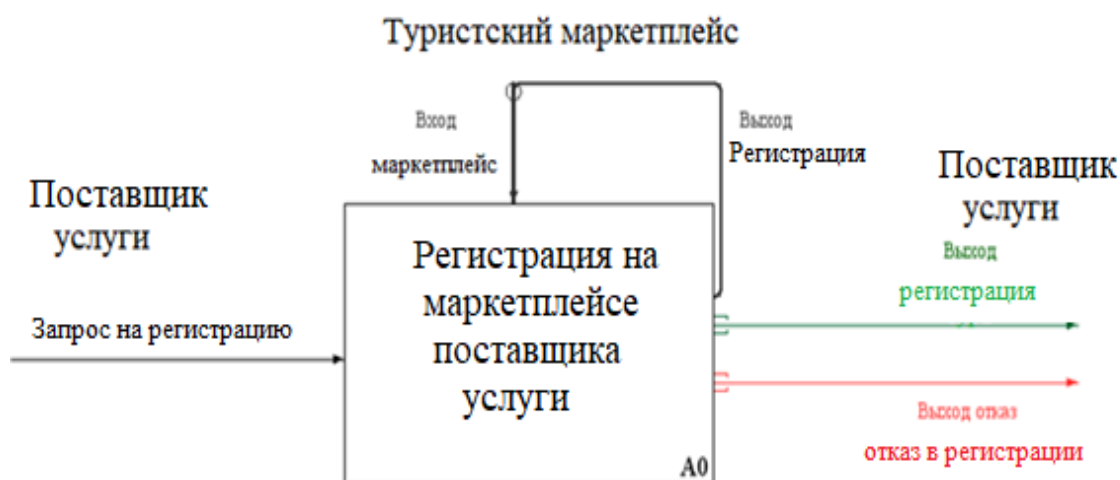 Туристский маркетплейс
Вход
маркетплейс
Выход
Регистрация
Поставщик
услуги
Поставщик
услуги
Запрос на регистрацию
Регистрация на
маркетплейсе
поставщика
услуги
А0
Выход
регистрация
Выход отказ
отказ в регистрации